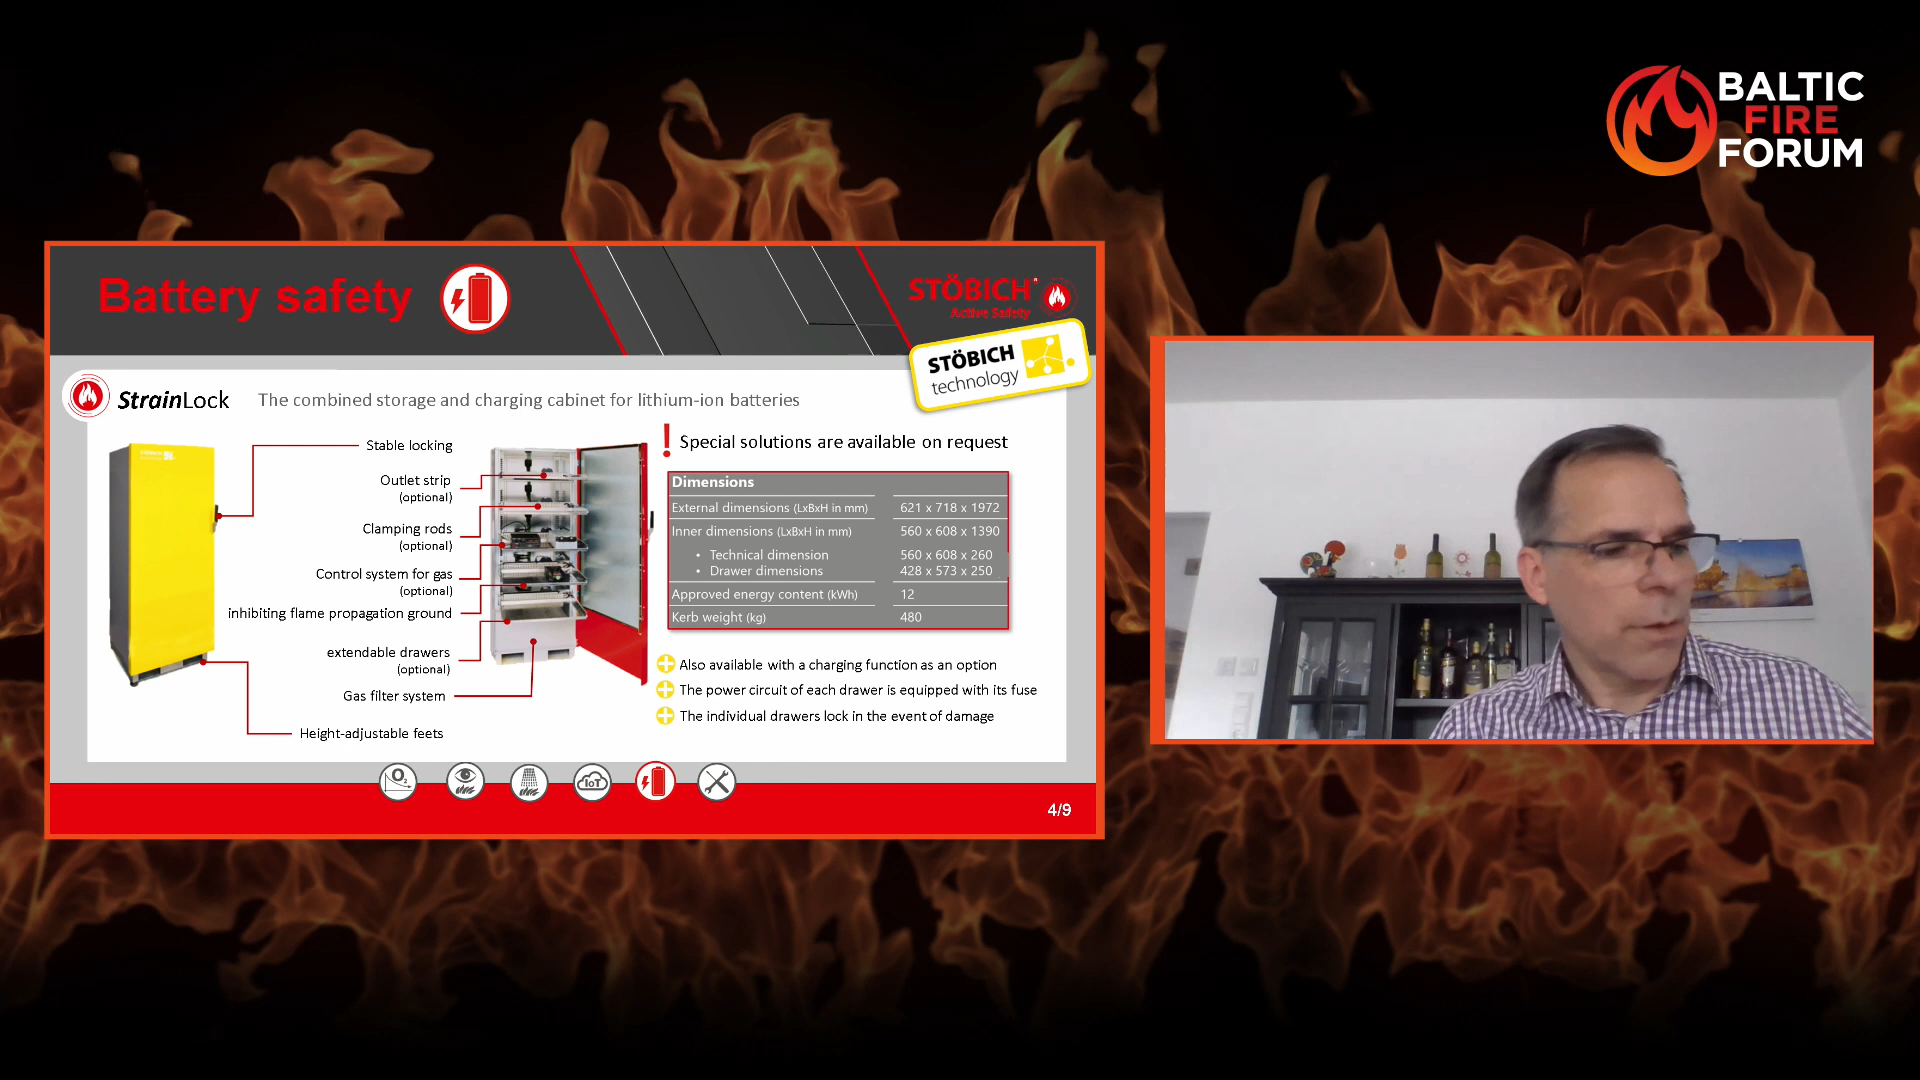 BALTIC
FIRE
FORUM
Battery safety
STÖBICH
Active Safety
STÖBICH
technology
StrainLock
The combined storage and charging cabinet for lithium-ion batteries
Stable locking
Outlet strip
(optional)
Clamping rods
(optional)
Control system for gas
(optional)
inhibiting flame propagation ground
extendable drawers
(optional)
Gas filter system
Height-adjustable feets
! Special solutions are available on request
Dimensions
External dimensions (LxBxH in mm) 621 x 718 x 1972
Inner dimensions (LxBxH in mm) 560 x 608 x 1390
• Technical dimension 560 x 608 x 260
• Drawer dimensions 428 x 573 x 250
Approved energy content (kWh) 12
Kerb weight (kg) 480
Also available with a charging function as an option
The power circuit of each drawer is equipped with its fuse
The individual drawers lock in the event of damage
O2
IoT
4/9